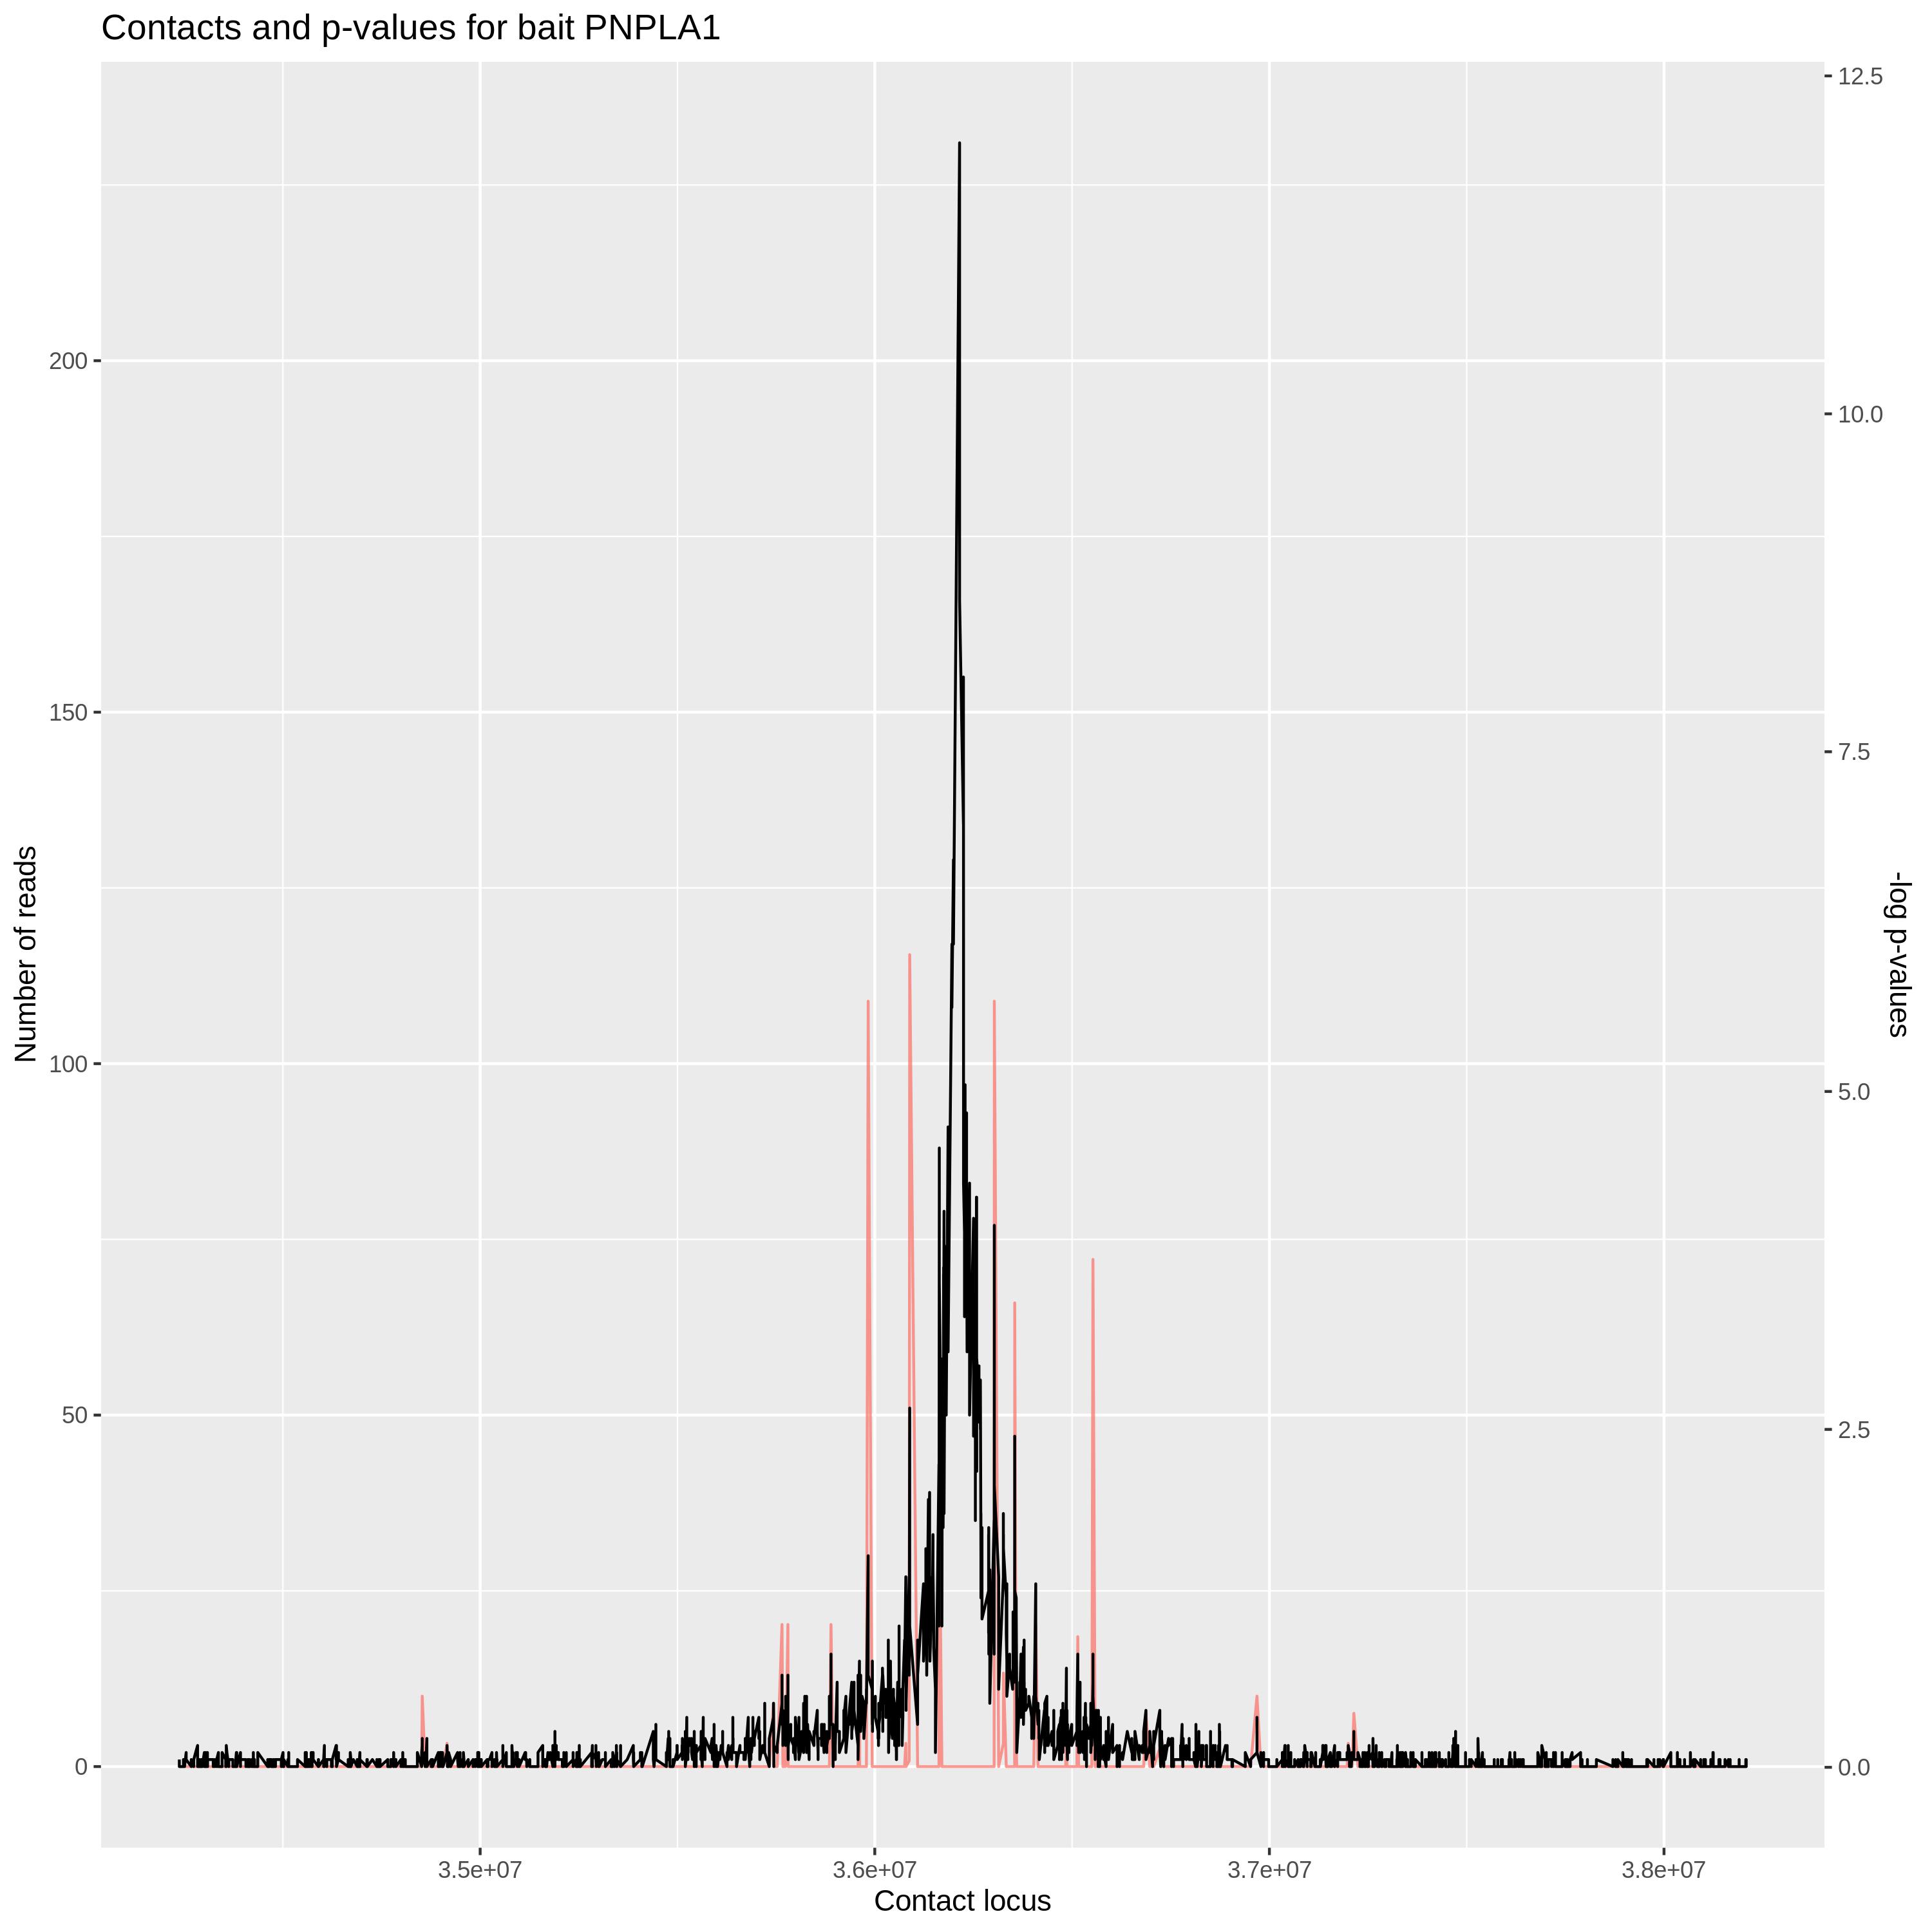 Contacts and p-values for bait PNPLA1
12.5
200
10.0
150
7.5
Number of reads
-log p-values
100
5.0
50
2.5
0
0.0
3.5e+07
3.6e+07
3.7e+07
3.8e+07
Contact locus